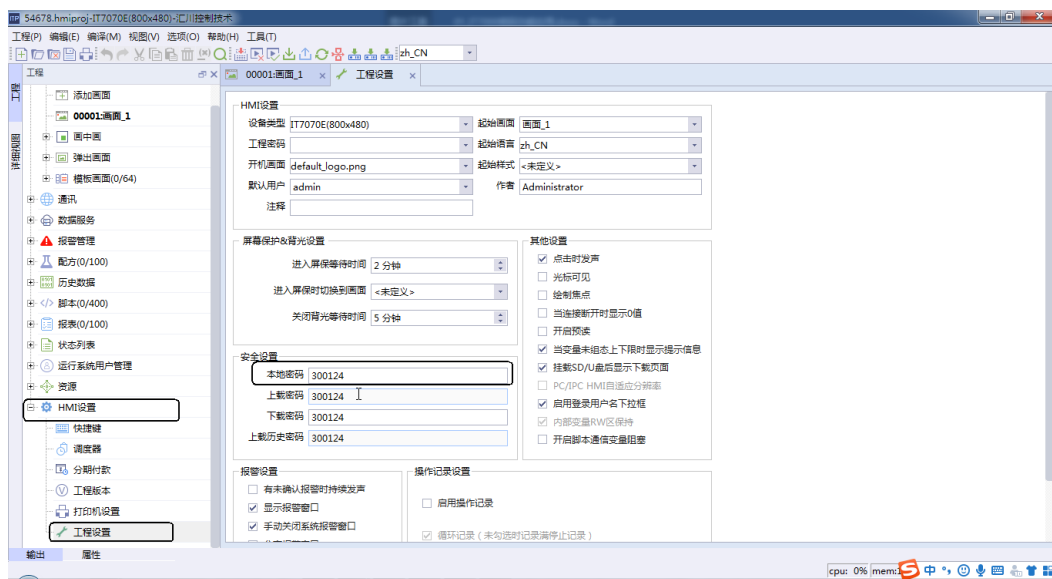 54678.hmiproj-IT7070E(800x480)-汇川控制技术
工程(P) 编辑(E) 编译(M) 视图(V) 选项(O) 帮助(H) 工具(T)
zh_CN
工程
00001:画面_1
工程设置
工程
详细视图
添加画面
00001:画面_1
画中画
弹出画面
模板画面(0/64)
通讯
数据服务
报警管理
配方(0/100)
历史数据
脚本(0/400)
报表(0/100)
状态列表
运行系统用户管理
资源
HMI设置
快捷键
调度器
分期付款
工程版本
打印机设置
工程设置
HMI设置
设备类型 IT7070E(800x480) 起始画面 画面_1
工程密码 起始语言 zh_CN
开机画面 default_logo.png 起始样式 <未定义>
默认用户 admin 作者 Administrator
注释
屏幕保护&背光设置
进入屏保等待时间 2 分钟
进入屏保时切换到画面 <未定义>
关闭背光等待时间 5 分钟
安全设置
本地密码 300124
上载密码 300124
下载密码 300124
上载历史密码 300124
其他设置
点击时发声
光标可见
绘制焦点
当连接断开时显示0值
开启预读
当变量未组态上下限时显示提示信息
挂载SD/U盘后显示下载页面
PC/IPC HMI自适应分辨率
启用登录用户名下拉框
内部变量RW区保持
开启脚本通信变量阻塞
报警设置
有未确认报警时持续发声
显示报警窗口
手动关闭系统报警窗口
操作记录设置
启用操作记录
循环记录（未勾选时记录满停止记录）
输出 属性
cpu: 0% mem:
中